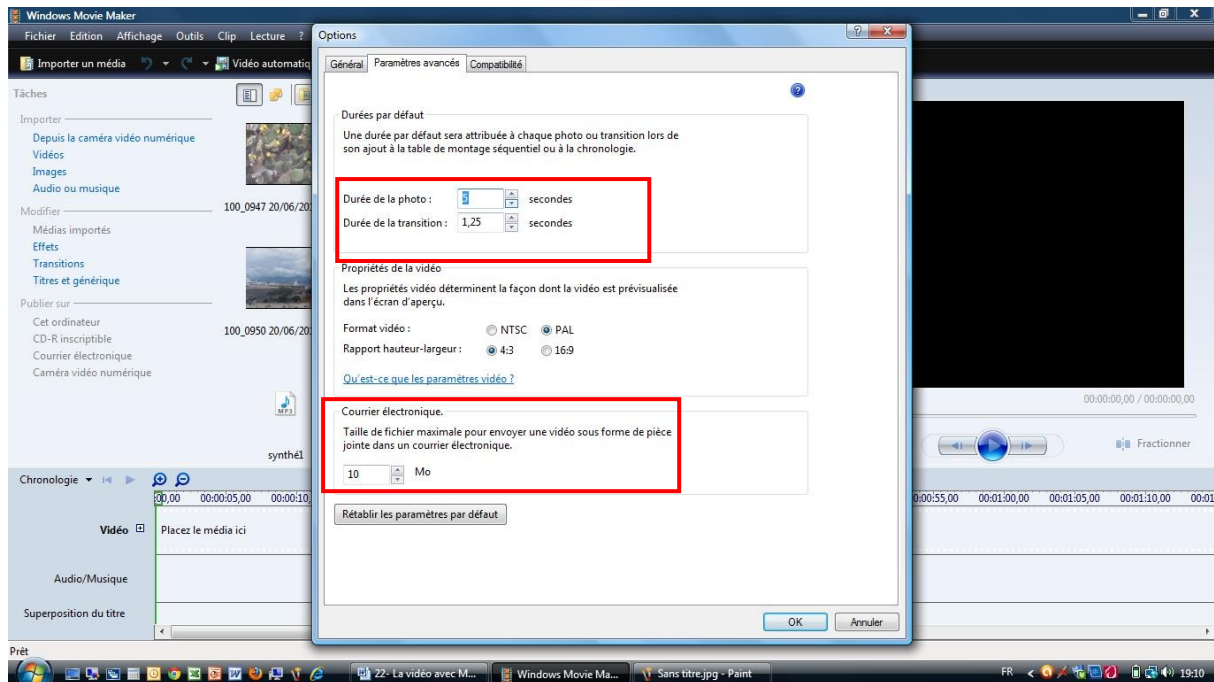 Windows Movie Maker
Fichier Edition Affichage Outils Clip Lecture ?
Importer un média
Vidéo automatiq
Tâches
Importer
Depuis la caméra vidéo numérique
Vidéos
Images
Audio ou musique
Modifier
Médias importés
Effets
Transitions
Titres et générique
Publier sur
Cet ordinateur
CD-R inscriptible
Courrier électronique
Caméra vidéo numérique
100_0947 20/06/20
100_0950 20/06/20
MP3
synthé1
Options
Général Paramètres avancés Compatibilité
Durées par défaut
Une durée par défaut sera attribuée à chaque photo ou transition lors de
son ajout à la table de montage séquentiel ou à la chronologie.
Durée de la photo : 5 secondes
Durée de la transition : 1,25 secondes
Propriétés de la vidéo
Les propriétés vidéo déterminent la façon dont la vidéo est prévisualisée
dans l'écran d'aperçu.
Format vidéo : NTSC PAL
Rapport hauteur-largeur : 4:3 16:9
Qu'est-ce que les paramètres vidéo ?
Courrier électronique.
Taille de fichier maximale pour envoyer une vidéo sous forme de pièce
jointe dans un courrier électronique.
10 Mo
Rétablir les paramètres par défaut
OK Annuler
00:00:00,00 / 00:00:00,00
Fractionner
Chronologie
00,00 00:00:05,00 00:00:10, 0:00:55,00 00:01:00,00 00:01:05,00 00:01:10,00 00:01
Vidéo Placez le média ici
Audio/Musique
Superposition du titre
Prêt
22- La vidéo avec M... Windows Movie Ma... Sans titre.jpg - Paint FR 19:10